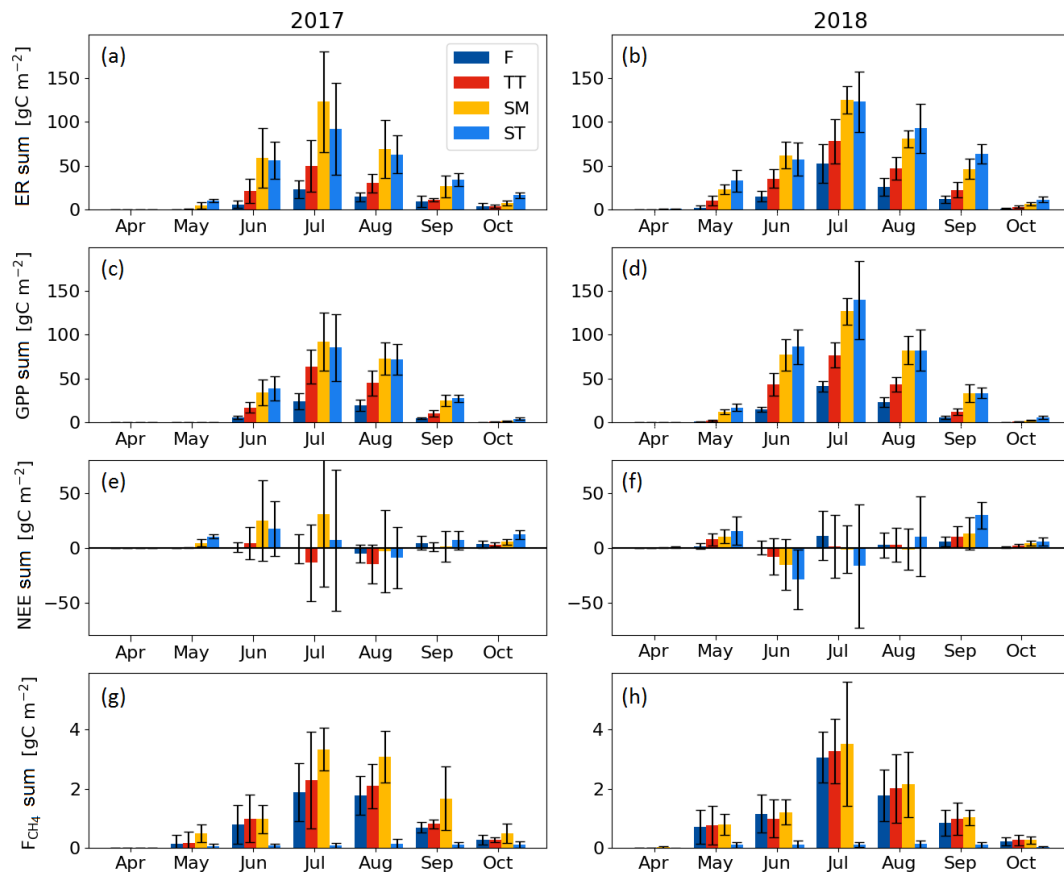 2017
2018
(a)
F
TT
SM
ST
ER sum [gC m⁻²]
150
100
50
0
Apr May Jun Jul Aug Sep Oct
(b)
150
100
50
0
Apr May Jun Jul Aug Sep Oct
(c)
GPP sum [gC m⁻²]
150
100
50
0
Apr May Jun Jul Aug Sep Oct
(d)
150
100
50
0
Apr May Jun Jul Aug Sep Oct
(e)
NEE sum [gC m⁻²]
50
0
−50
Apr May Jun Jul Aug Sep Oct
(f)
50
0
−50
Apr May Jun Jul Aug Sep Oct
(g)
F_CH4 sum [gC m⁻²]
4
2
0
Apr May Jun Jul Aug Sep Oct
(h)
4
2
0
Apr May Jun Jul Aug Sep Oct